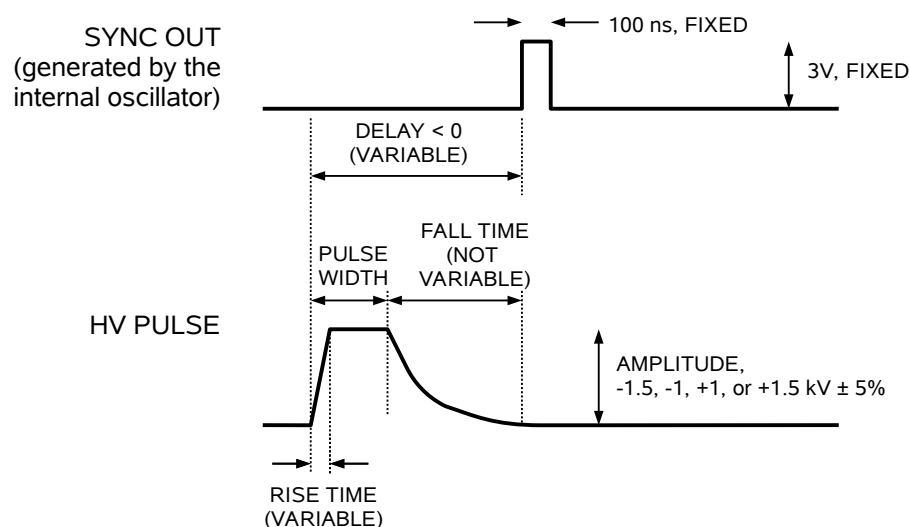 SYNC OUT
(generated by the
internal oscillator)
100 ns, FIXED
3V, FIXED
DELAY < 0
(VARIABLE)
FALL TIME
(NOT
VARIABLE)
PULSE
WIDTH
HV PULSE
AMPLITUDE,
-1.5, -1, +1, or +1.5 kV ± 5%
RISE TIME
(VARIABLE)